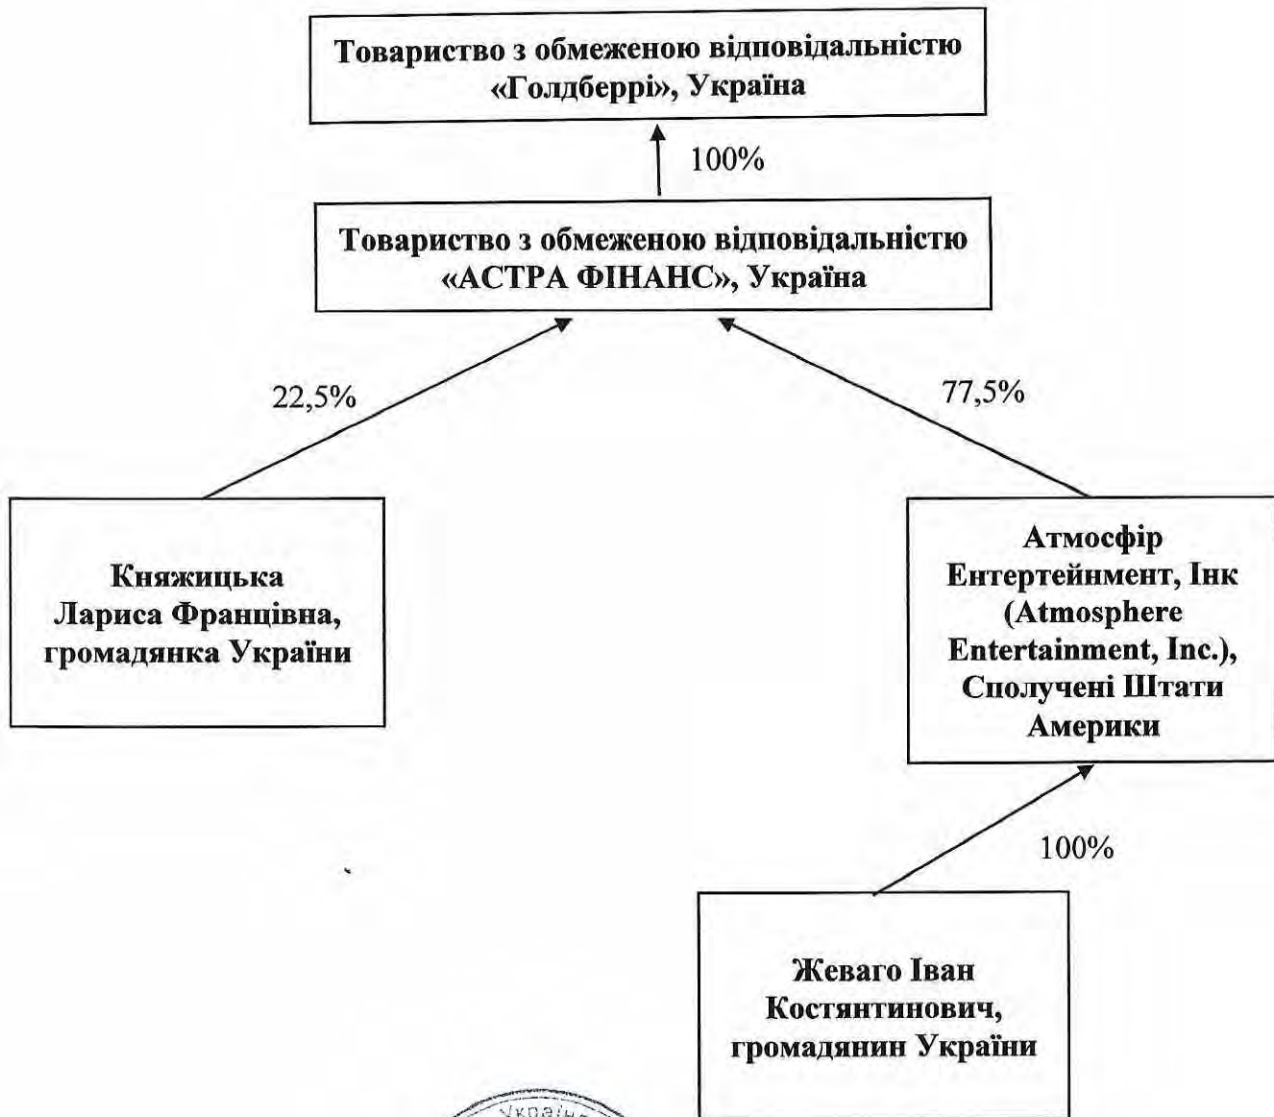 Товариство з обмеженою відповідальністю
«Голдберрі», Україна
100%
Товариство з обмеженою відповідальністю
«АСТРА ФІНАНС», Україна
22,5%
77,5%
Княжицька
Лариса Францівна,
громадянка України
Атмосфір
Ентертейнмент, Інк
(Atmosphere
Entertainment, Inc.),
Сполучені Штати
Америки
100%
Жеваго Іван
Костянтинович,
громадянин України
Україна